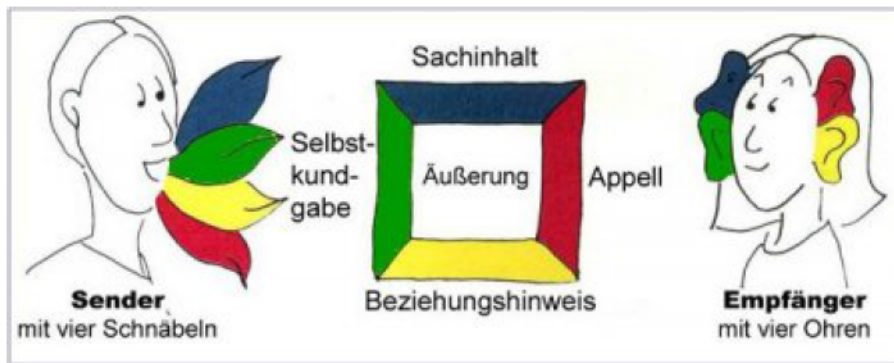 Sachinhalt
Selbst-
kund-
gabe
Äußerung
Appell
Beziehungshinweis
Sender
mit vier Schnäbeln
Empfänger
mit vier Ohren